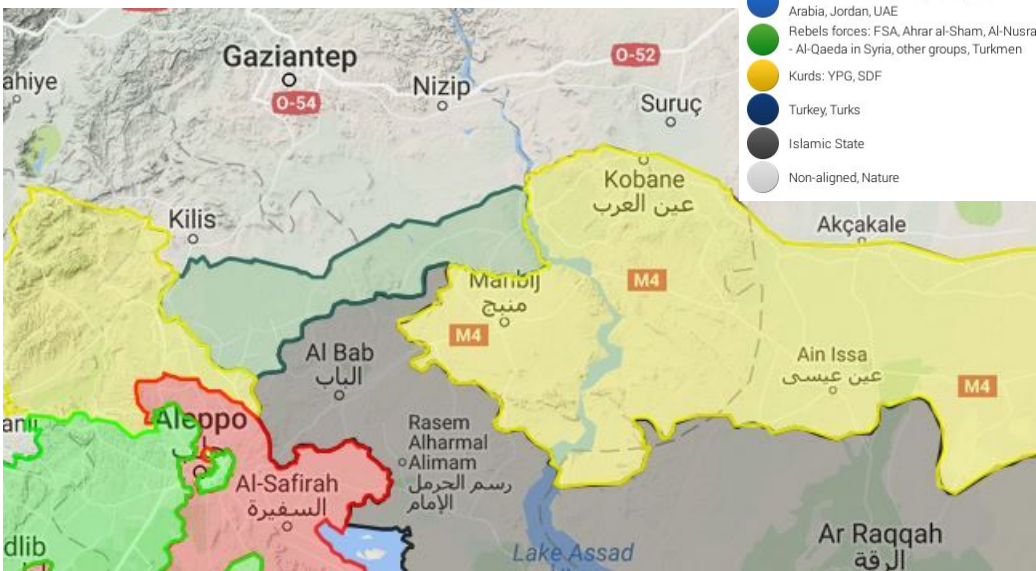 Arabia, Jordan, UAE
Rebels forces: FSA, Ahrar al-Sham, Al-Nusra
- Al-Qaeda in Syria, other groups, Turkmen
Kurds: YPG, SDF
Turkey, Turks
Islamic State
Non-aligned, Nature
Gaziantep
O-52
ahiye
Nizip
O-54
Suruç
Kobane
عين العرب
Kilis
Akçakale
Manbij
منبج
M4
M4
Al Bab
الباب
Ain Issa
عين عيسى
M4
Aleppo
Rasem
Alharmal
Alimam
رسم الحرمل
الإمام
Al-Safirah
السفيرة
dlib
Lake Assad
Ar Raqqah
الرقة